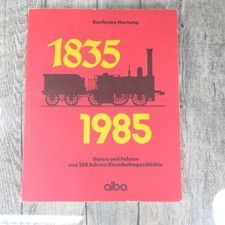 Karlheinz Hartung
1835
1985
Daten und Fakten
aus 150 Jahren Eisenbahngeschichte
alba